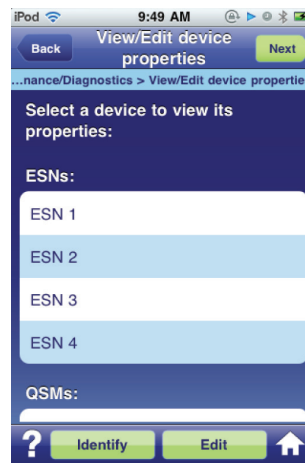 iPod 9:49 AM
View/Edit device
properties
Back
Next
...nance/Diagnostics > View/Edit device propertie
Select a device to view its
properties:
ESNs:
ESN 1
ESN 2
ESN 3
ESN 4
QSMs:
? Identify Edit